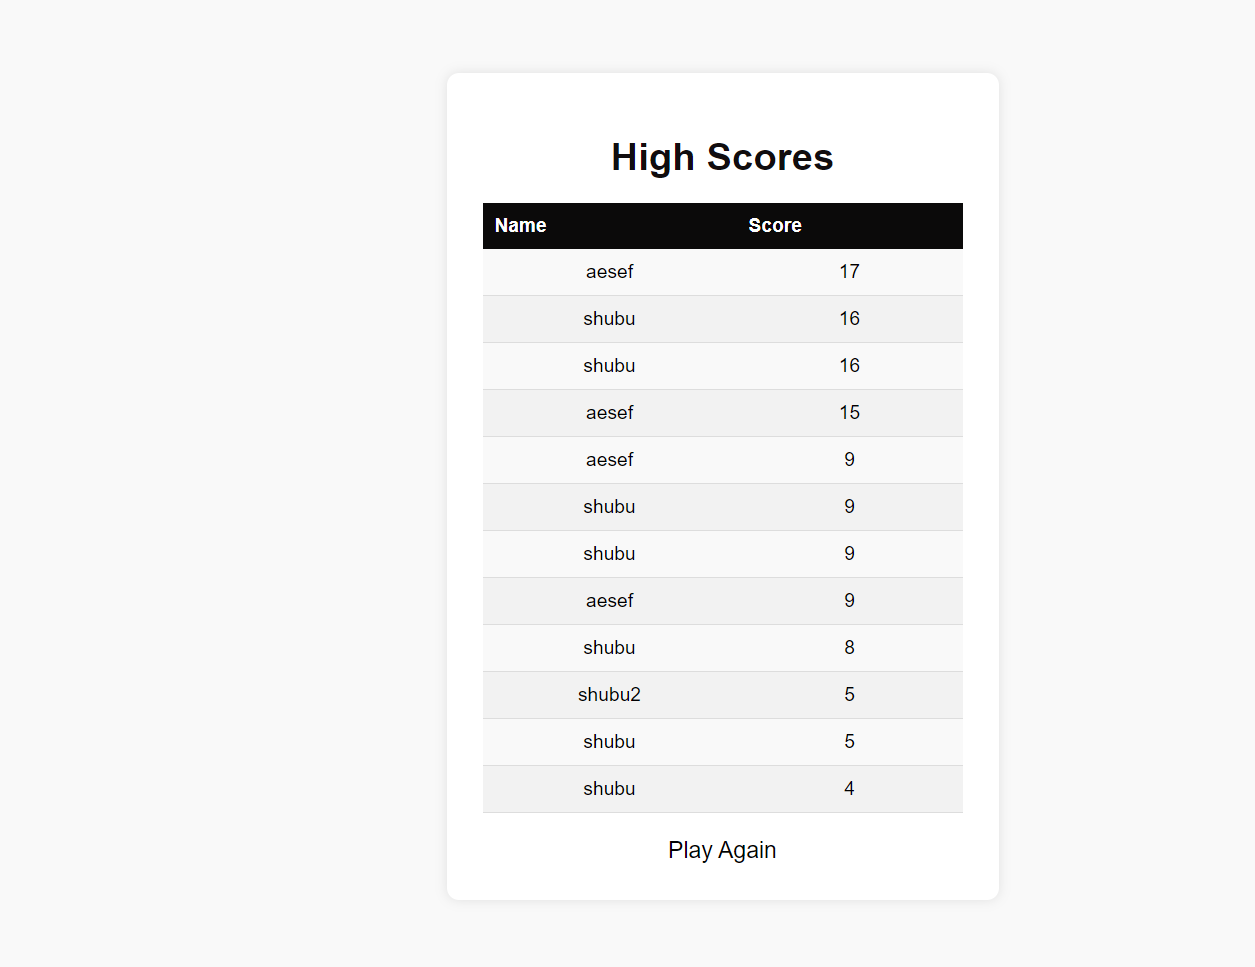 High Scores
Name Score
aesef 17
shubu 16
shubu 16
aesef 15
aesef 9
shubu 9
shubu 9
aesef 9
shubu 8
shubu2 5
shubu 5
shubu 4
Play Again